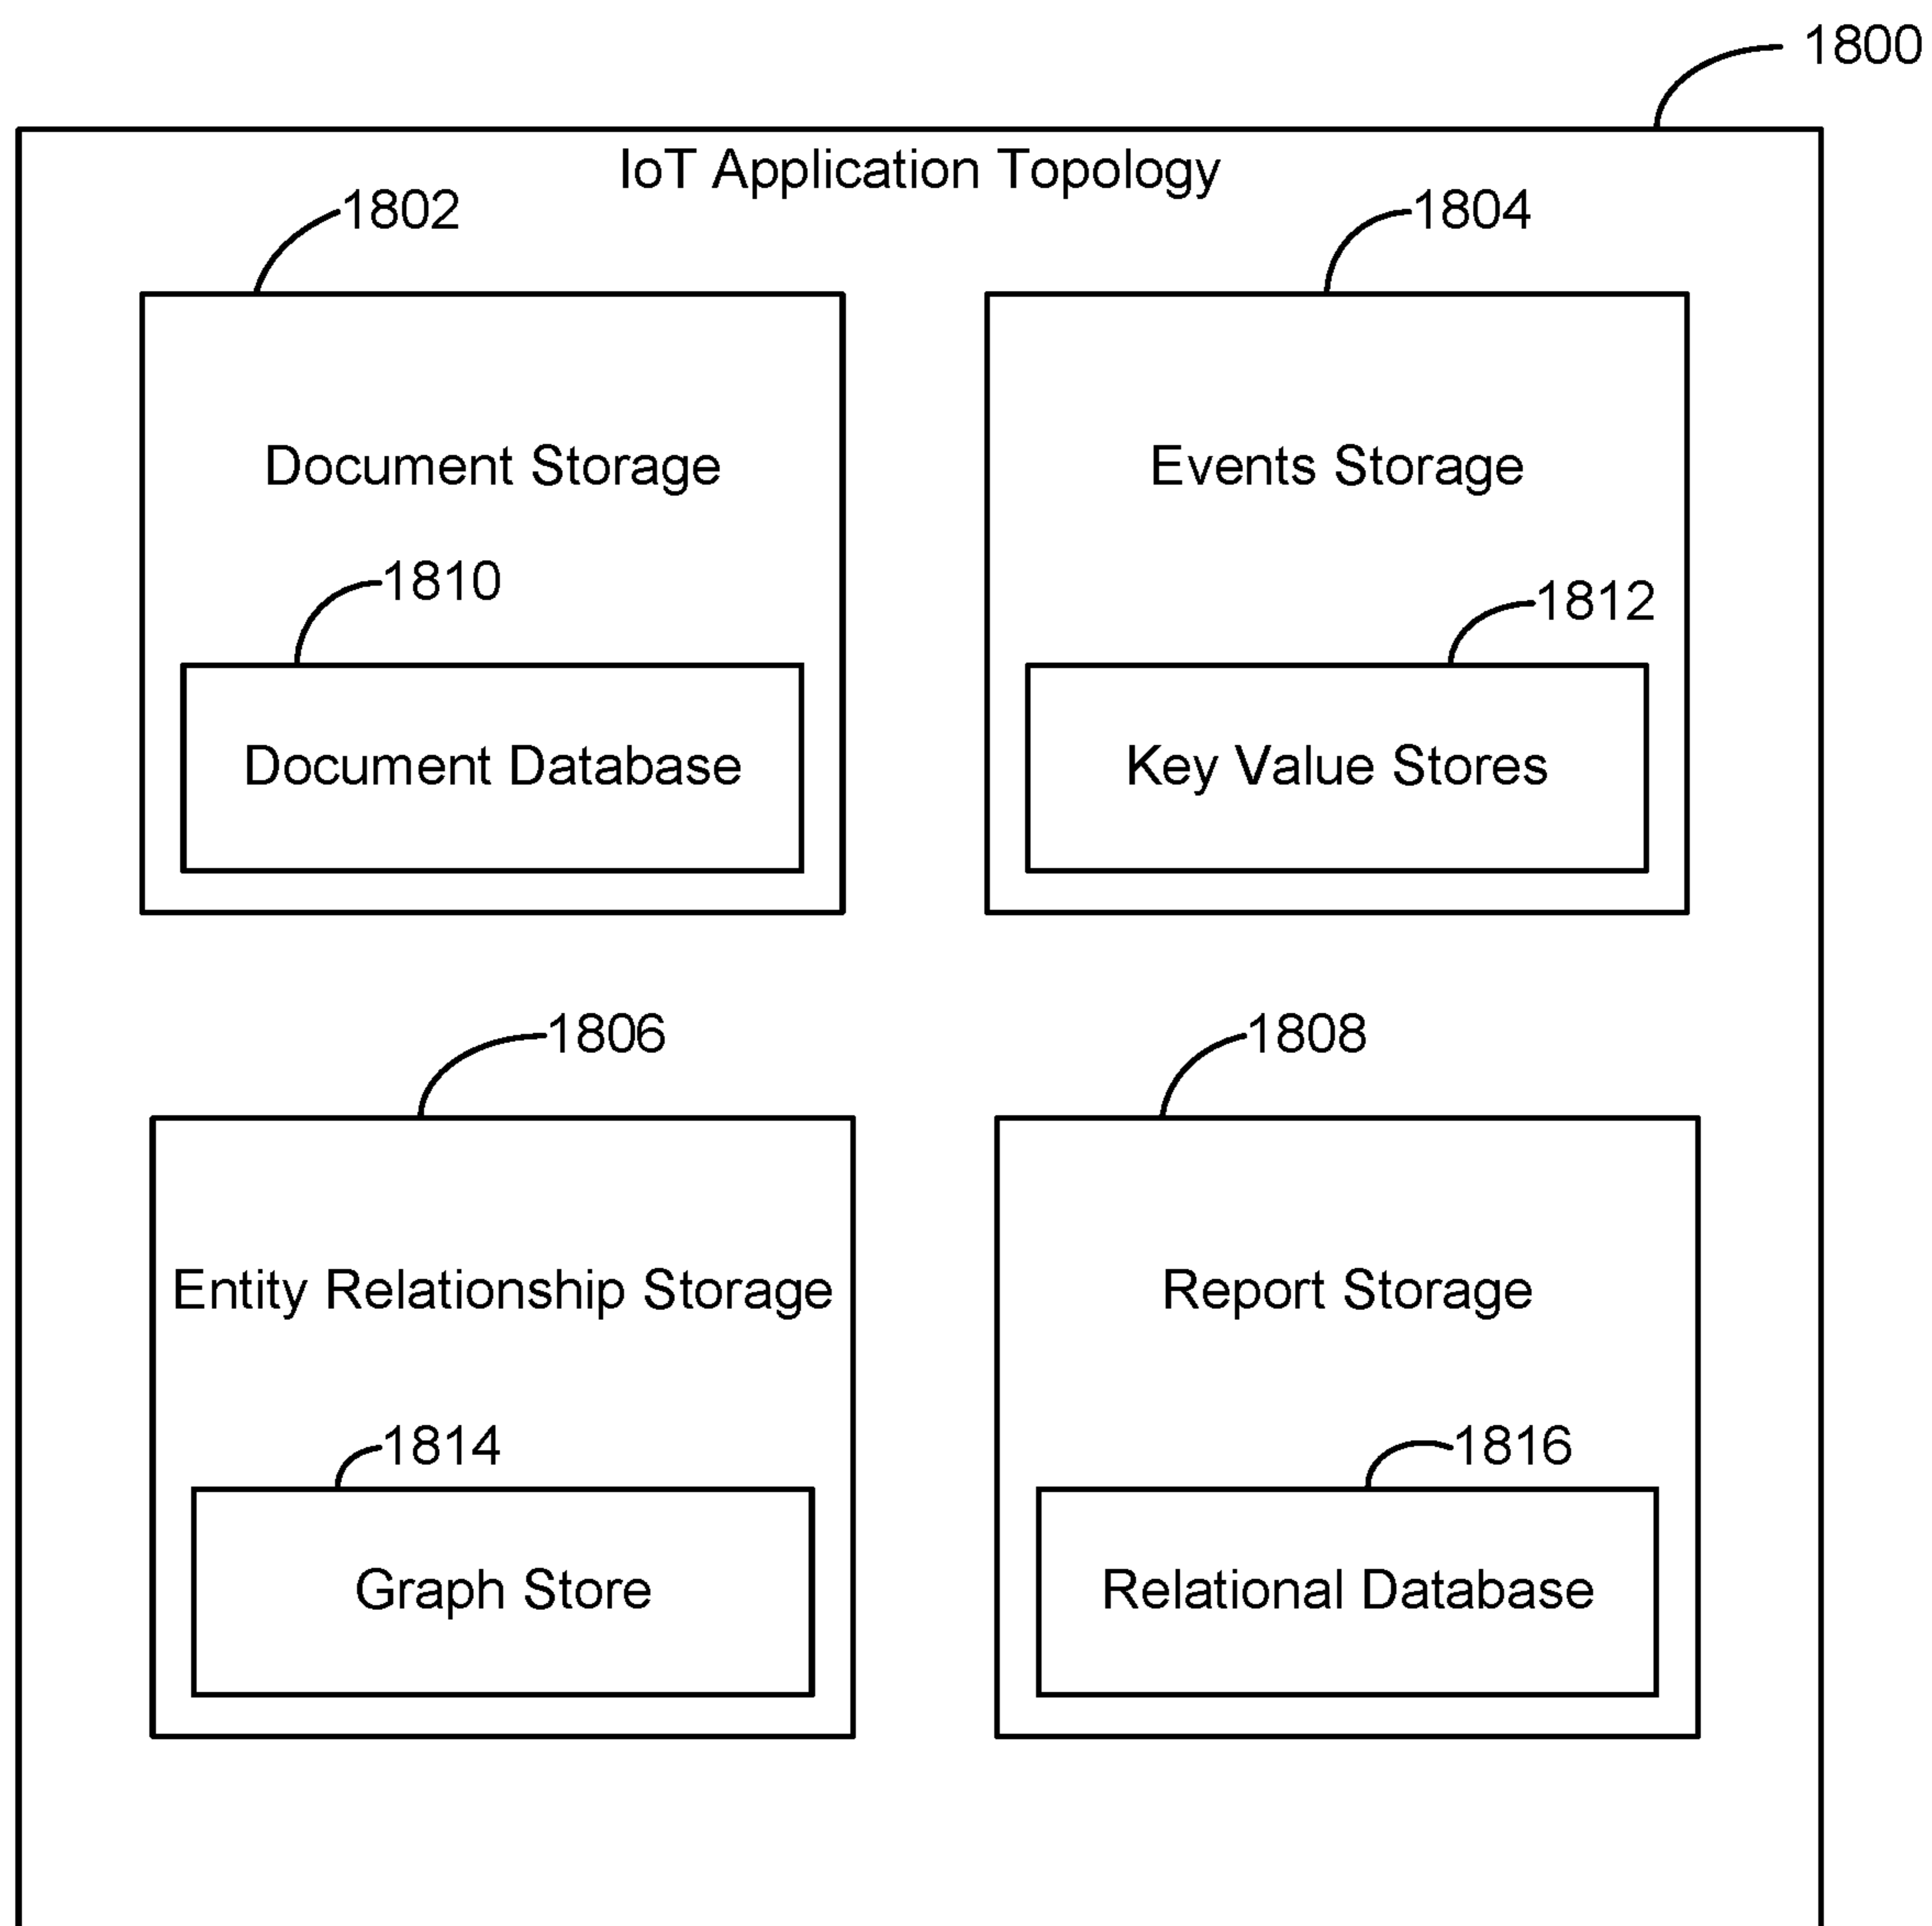 1800
IoT Application Topology
1802
1804
Document Storage
Events Storage
1810
1812
Document Database
Key Value Stores
1806
1808
Entity Relationship Storage
Report Storage
1814
1816
Graph Store
Relational Database